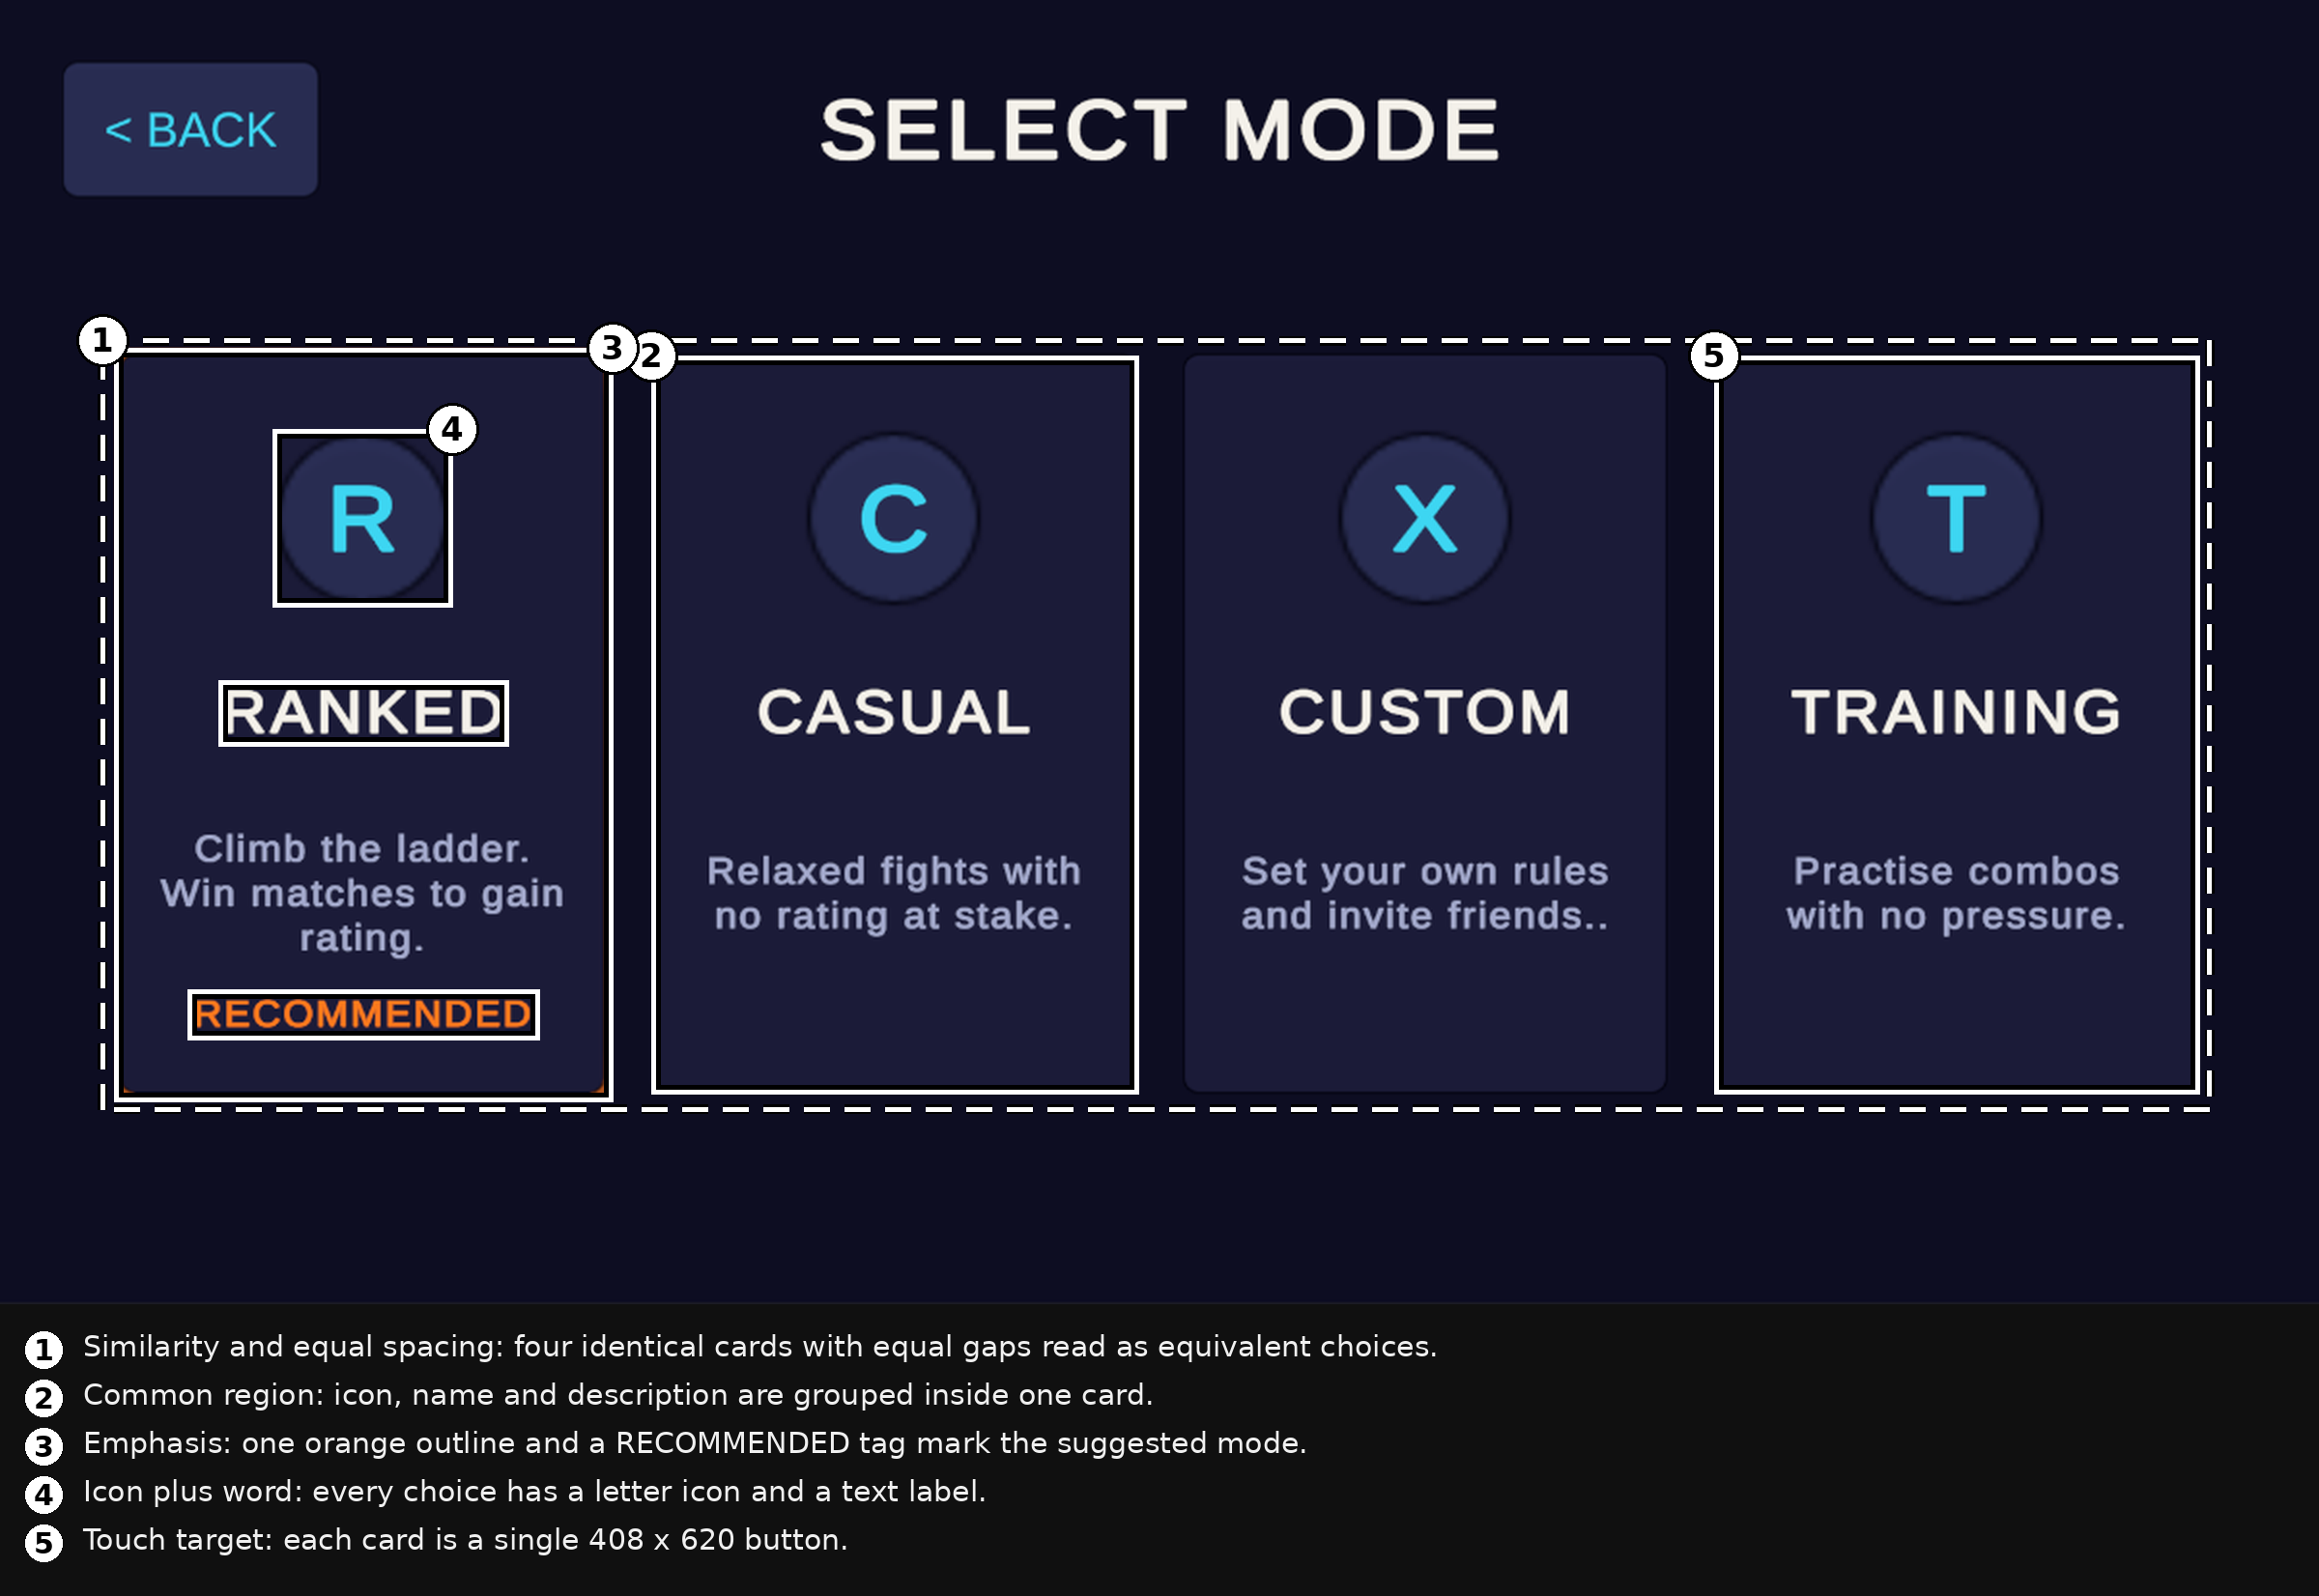 < BACK
SELECT MODE
1
3
2
5
4
R
C
X
T
RANKED
CASUAL
CUSTOM
TRAINING
Climb the ladder.
Win matches to gain
rating.
Relaxed fights with
no rating at stake.
Set your own rules
and invite friends..
Practise combos
with no pressure.
RECOMMENDED
1 Similarity and equal spacing: four identical cards with equal gaps read as equivalent choices.
2 Common region: icon, name and description are grouped inside one card.
3 Emphasis: one orange outline and a RECOMMENDED tag mark the suggested mode.
4 Icon plus word: every choice has a letter icon and a text label.
5 Touch target: each card is a single 408 x 620 button.